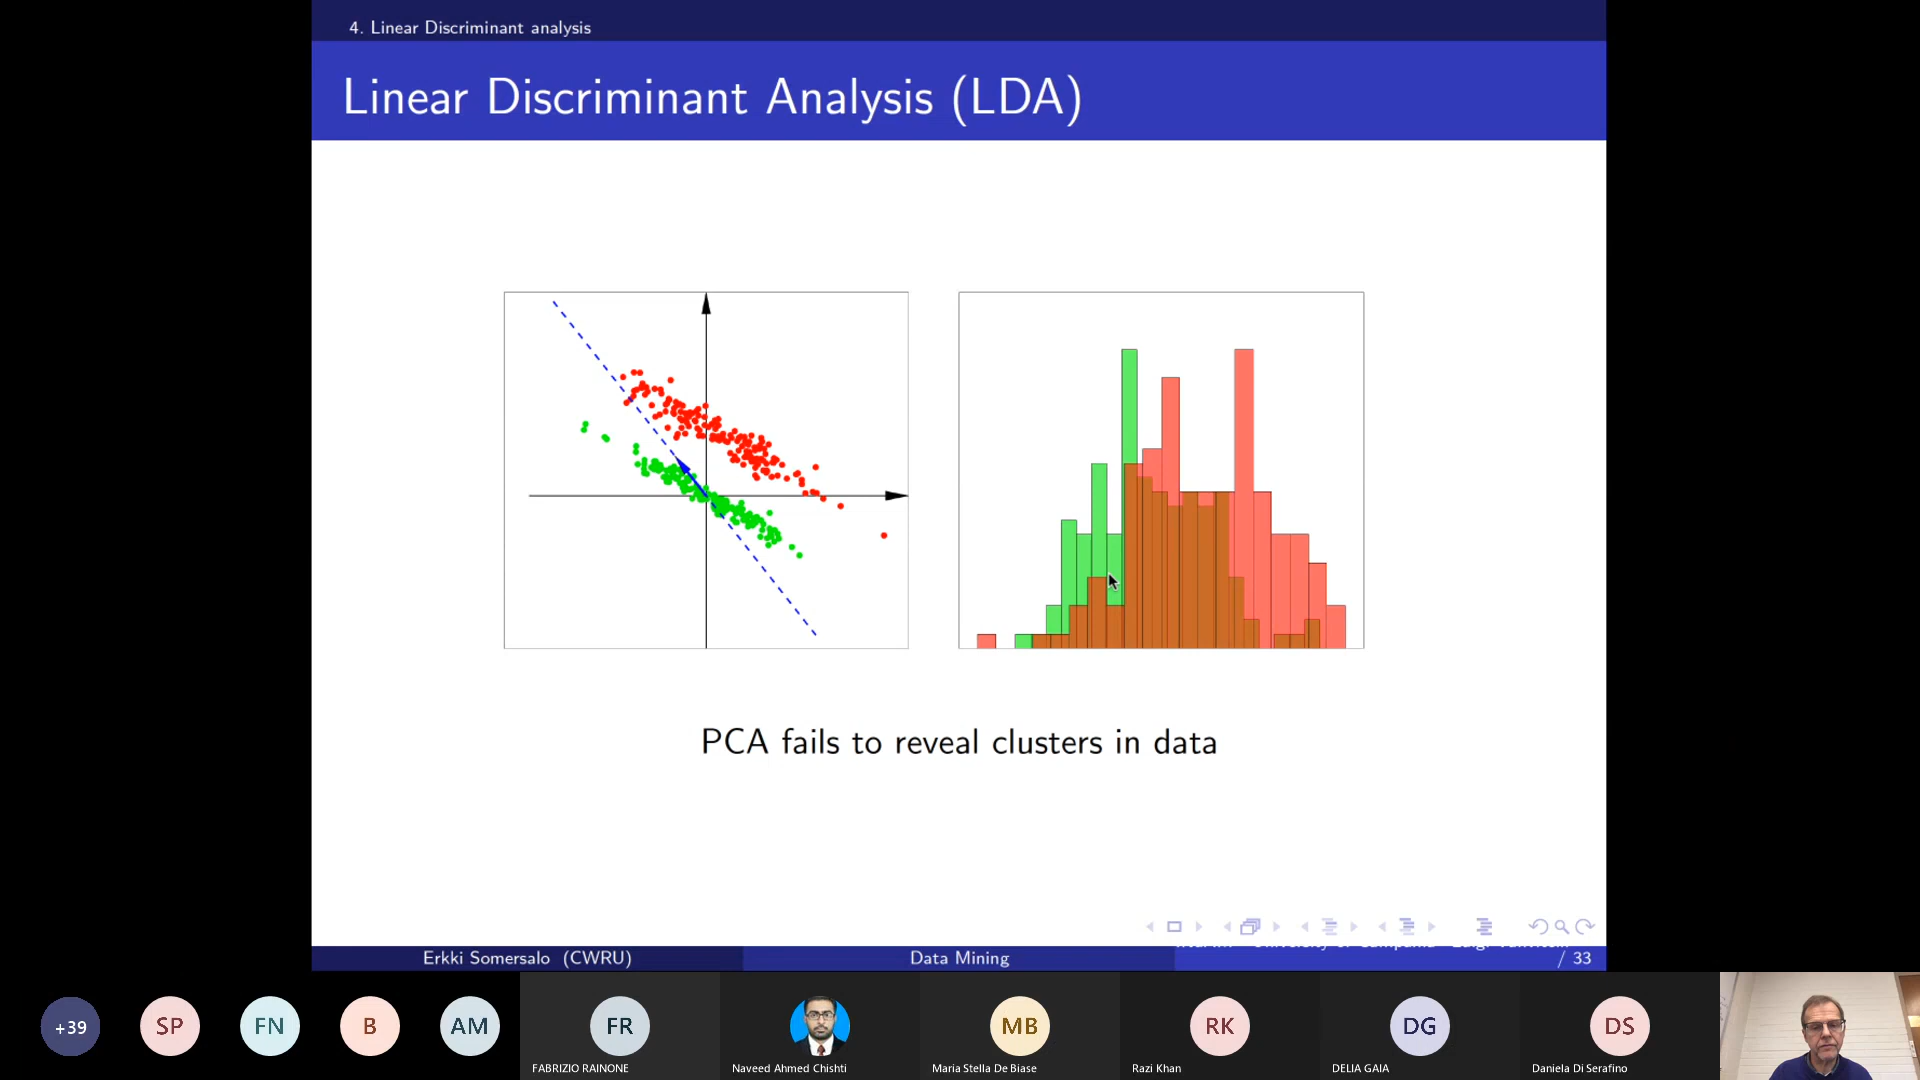 4. Linear Discriminant analysis
Linear Discriminant Analysis (LDA)
PCA fails to reveal clusters in data
Erkki Somersalo (CWRU)
Data Mining
/ 33
+39
SP
FN
B
AM
FR
MB
RK
DG
DS
FABRIZIO RAINONE
Naveed Ahmed Chishti
Maria Stella De Biase
Razi Khan
DELIA GAIA
Daniela Di Serafino